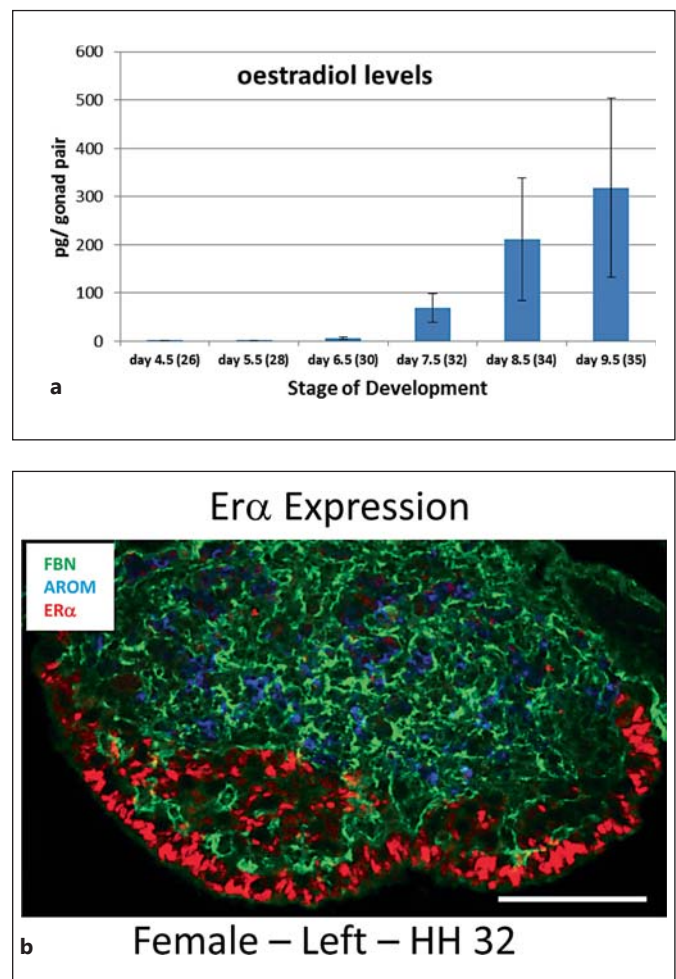 600
500
400
300
200
100
0
oestradiol levels
pg/ gonad pair
day 4.5 (26) day 5.5 (28) day 6.5 (30) day 7.5 (32) day 8.5 (34) day 9.5 (35)
a
Stage of Development
Erα Expression
FBN
AROM
ERα
b
Female – Left – HH 32